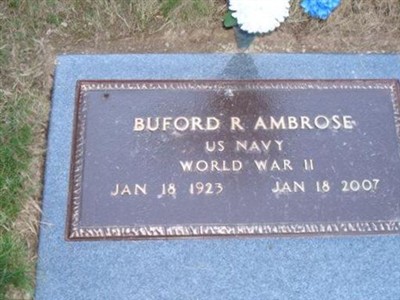 BUFORD R AMBROSE
US NAVY
WORLD WAR II
JAN 18 1923 JAN 18 2007